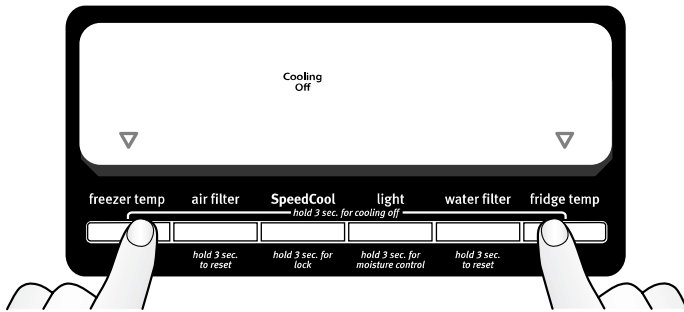 Cooling
Off
freezer temp air filter SpeedCool light water filter fridge temp
hold 3 sec. for cooling off
hold 3 sec. hold 3 sec. for hold 3 sec. for hold 3 sec.
to reset lock moisture control to reset